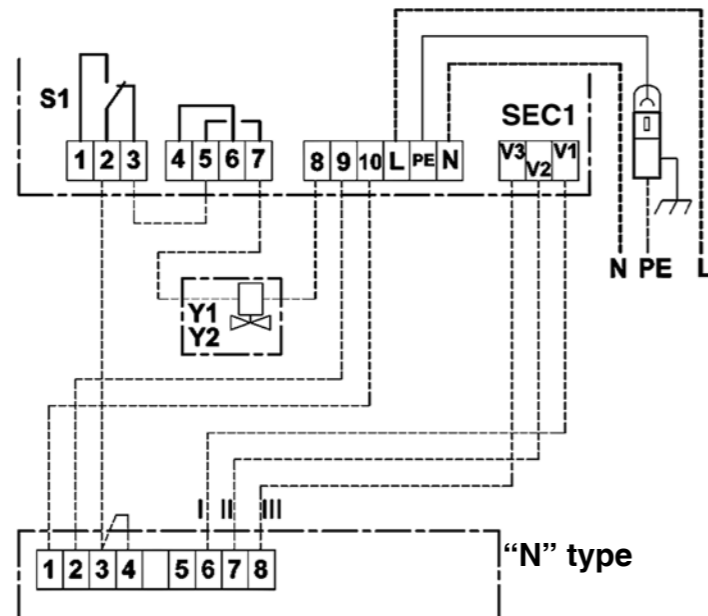 S1
SEC1
1 2 3 4 5 6 7 8 9 10 L PE N V3 V2 V1
N PE L
Y1
Y2
I II III
"N" type
1 2 3 4 5 6 7 8